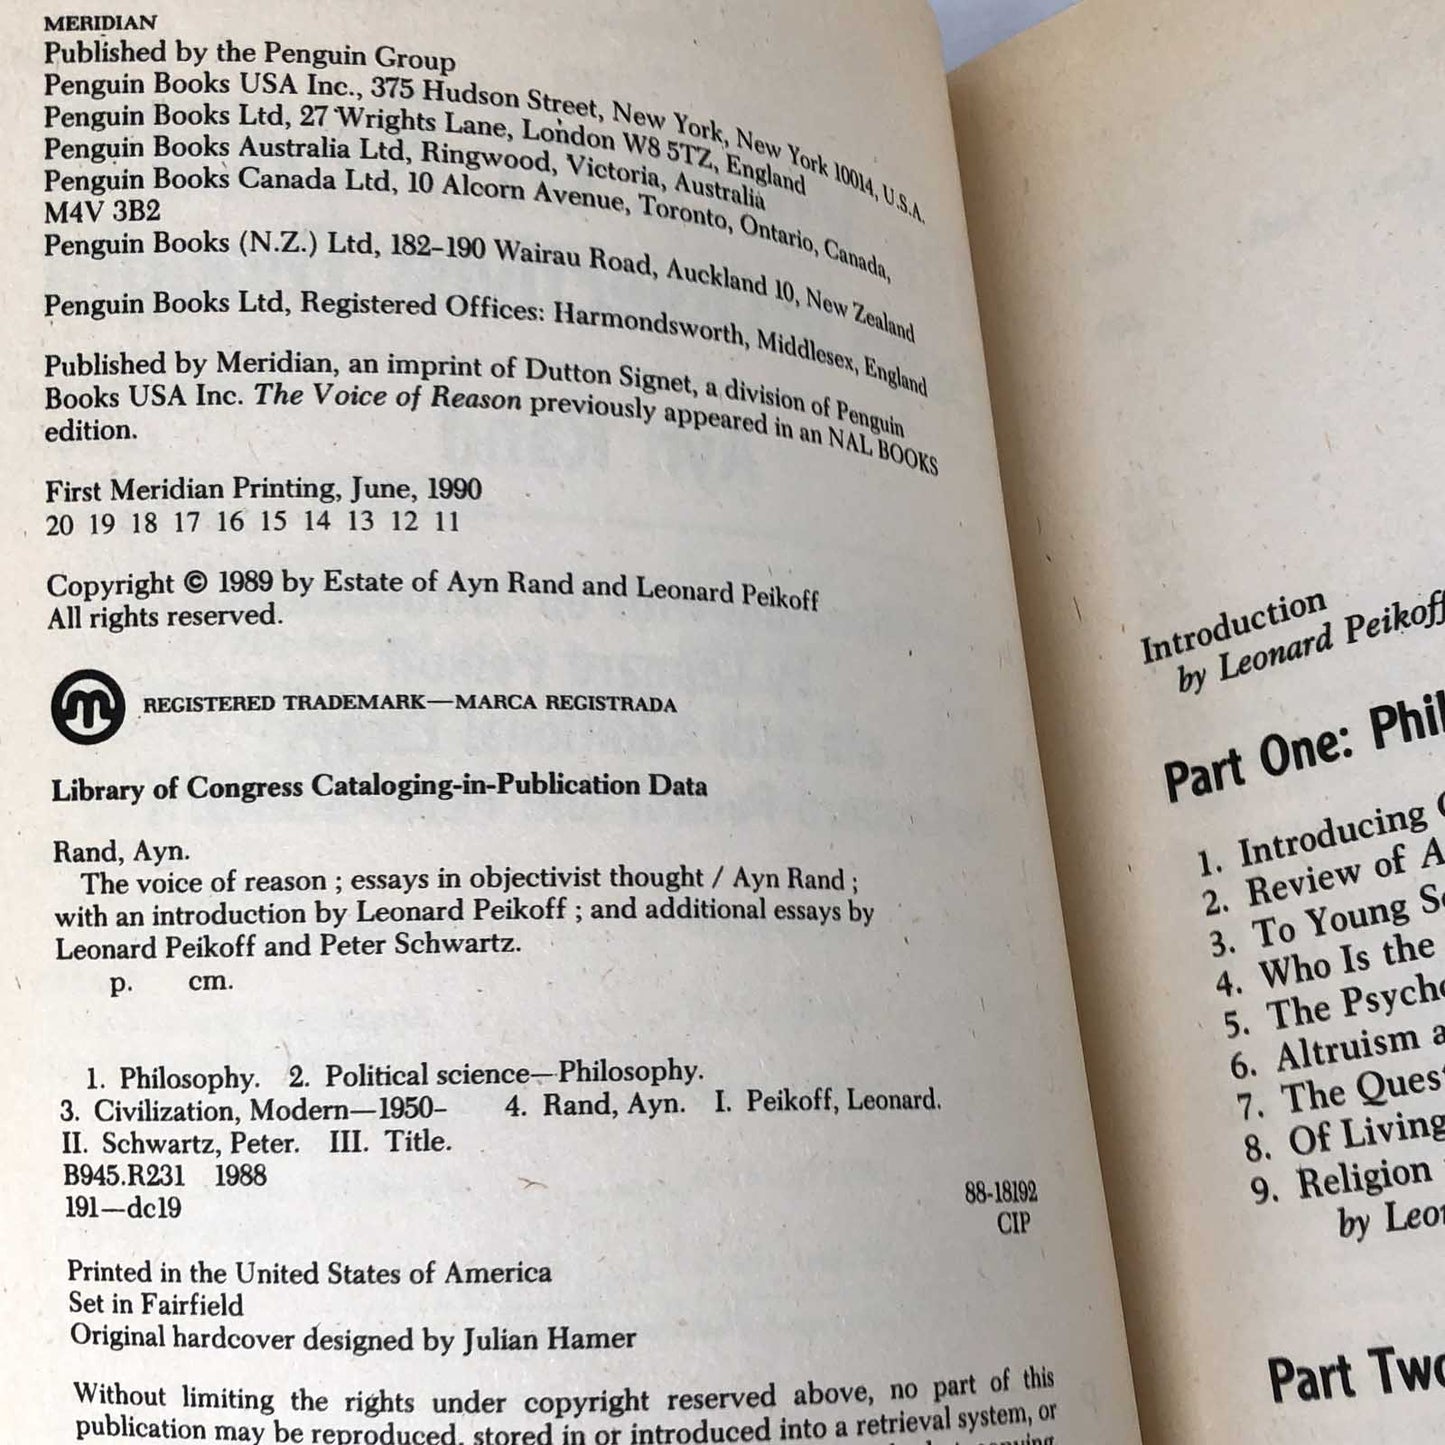 MERIDIAN
Published by the Penguin Group
Penguin Books USA Inc., 375 Hudson Street, New York, New York 10014, U.S.A.
Penguin Books Ltd, 27 Wrights Lane, London W8 5TZ, England
Penguin Books Australia Ltd, Ringwood, Victoria, Australia
Penguin Books Canada Ltd, 10 Alcorn Avenue, Toronto, Ontario, Canada,
M4V 3B2
Penguin Books (N.Z.) Ltd, 182–190 Wairau Road, Auckland 10, New Zealand
Penguin Books Ltd, Registered Offices: Harmondsworth, Middlesex, England
Published by Meridian, an imprint of Dutton Signet, a division of Penguin
Books USA Inc. The Voice of Reason previously appeared in an NAL BOOKS
edition.
First Meridian Printing, June, 1990
20 19 18 17 16 15 14 13 12 11
Copyright © 1989 by Estate of Ayn Rand and Leonard Peikoff
All rights reserved.
REGISTERED TRADEMARK—MARCA REGISTRADA
Library of Congress Cataloging-in-Publication Data
Rand, Ayn.
The voice of reason ; essays in objectivist thought / Ayn Rand ;
with an introduction by Leonard Peikoff ; and additional essays by
Leonard Peikoff and Peter Schwartz.
p. cm.
1. Philosophy. 2. Political science—Philosophy.
3. Civilization, Modern—1950– 4. Rand, Ayn. I. Peikoff, Leonard.
II. Schwartz, Peter. III. Title.
B945.R231 1988
191—dc19 88-18192
CIP
Printed in the United States of America
Set in Fairfield
Original hardcover designed by Julian Hamer
Without limiting the rights under copyright reserved above, no part of this
publication may be reproduced, stored in or introduced into a retrieval system, or
Introduction
by Leonard Peikoff
Part One: Phil
1. Introducing
2. Review of A
3. To Young S
4. Who Is the
5. The Psych
6. Altruism a
7. The Quest
8. Of Living
9. Religion
by Leo
Part Two